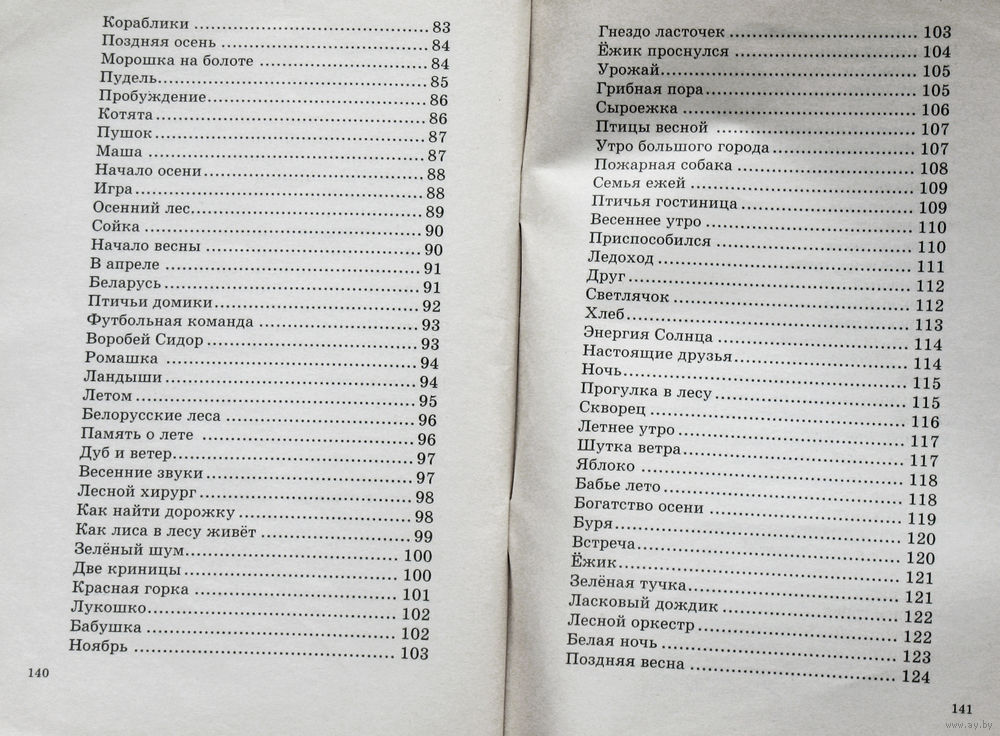 Кораблики ........ 83
Поздняя осень ........ 84
Морошка на болоте ........ 84
Пудель ........ 85
Пробуждение ........ 86
Котята ........ 86
Пушок ........ 87
Маша ........ 87
Начало осени ........ 88
Игра ........ 88
Осенний лес ........ 89
Сойка ........ 90
Начало весны ........ 90
В апреле ........ 91
Беларусь ........ 91
Птичьи домики ........ 92
Футбольная команда ........ 93
Воробей Сидор ........ 93
Ромашка ........ 94
Ландыши ........ 94
Летом ........ 95
Белорусские леса ........ 96
Память о лете ........ 96
Дуб и ветер ........ 97
Весенние звуки ........ 97
Лесной хирург ........ 98
Как найти дорожку ........ 98
Как лиса в лесу живёт ........ 99
Зелёный шум ........ 100
Две криницы ........ 100
Красная горка ........ 101
Лукошко ........ 102
Бабушка ........ 102
Ноябрь ........ 103
140
Гнездо ласточек ........ 103
Ёжик проснулся ........ 104
Урожай ........ 105
Грибная пора ........ 105
Сыроежка ........ 106
Птицы весной ........ 107
Утро большого города ........ 107
Пожарная собака ........ 108
Семья ежей ........ 109
Птичья гостиница ........ 109
Весеннее утро ........ 110
Приспособился ........ 110
Ледоход ........ 111
Друг ........ 112
Светлячок ........ 112
Хлеб ........ 113
Энергия Солнца ........ 114
Настоящие друзья ........ 114
Ночь ........ 115
Прогулка в лесу ........ 115
Скворец ........ 116
Летнее утро ........ 117
Шутка ветра ........ 117
Яблоко ........ 118
Бабье лето ........ 118
Богатство осени ........ 119
Буря ........ 120
Встреча ........ 120
Ёжик ........ 121
Зелёная тучка ........ 121
Ласковый дождик ........ 122
Лесной оркестр ........ 122
Белая ночь ........ 123
Поздняя весна ........ 124
141
www.ay.by